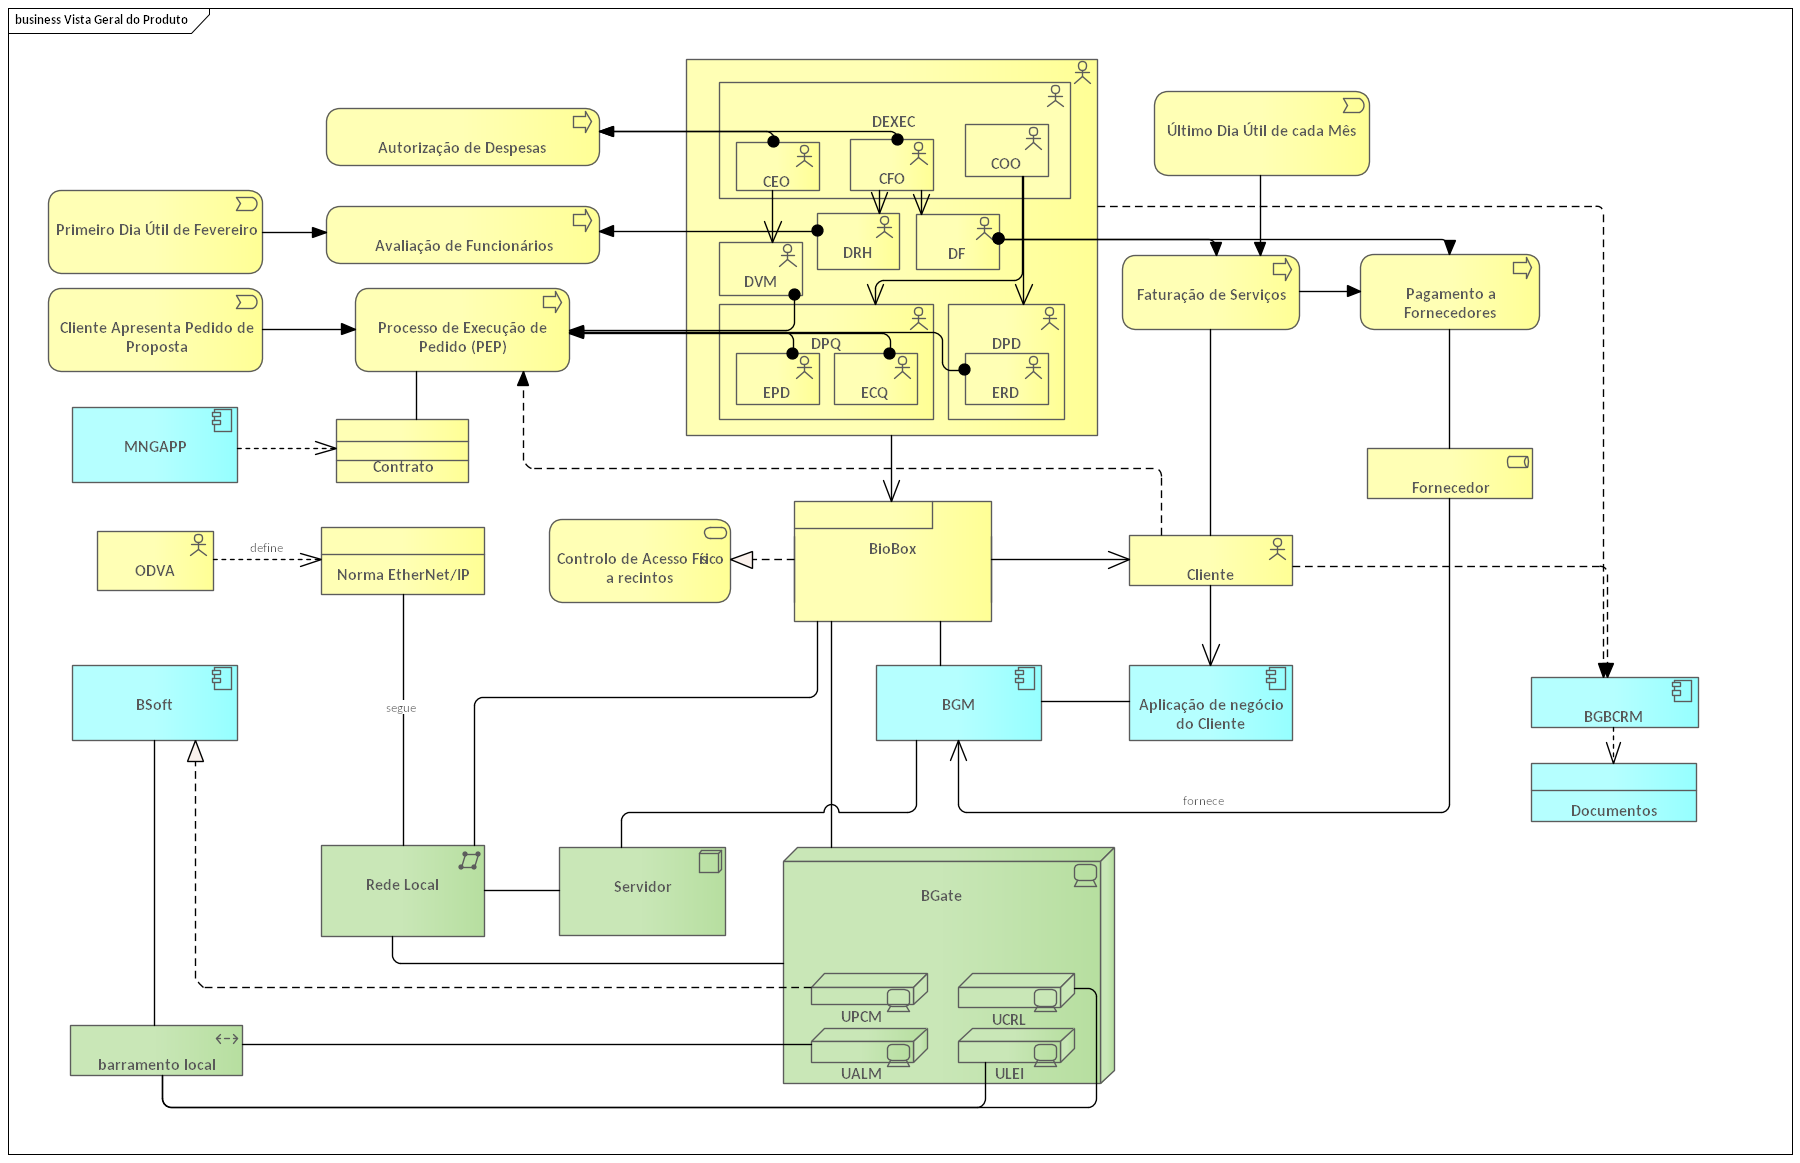 business Vista Geral do Produto
DEXEC
Autorização de Despesas
Último Dia Útil de cada Mês
CEO
CFO
COO
Primeiro Dia Útil de Fevereiro
Avaliação de Funcionários
DRH
DF
DVM
Faturação de Serviços
Pagamento a
Fornecedores
Cliente Apresenta Pedido de
Proposta
Processo de Execução de
Pedido (PEP)
DPQ
DPD
EPD
ECQ
ERD
MNGAPP
Contrato
Fornecedor
ODVA
define
Norma EtherNet/IP
Controlo de Acesso Físico
a recintos
BioBox
Cliente
BSoft
segue
BGM
Aplicação de negócio
do Cliente
BGBCRM
fornece
Documentos
Rede Local
Servidor
BGate
UPCM
UCRL
barramento local
UALM
ULEI